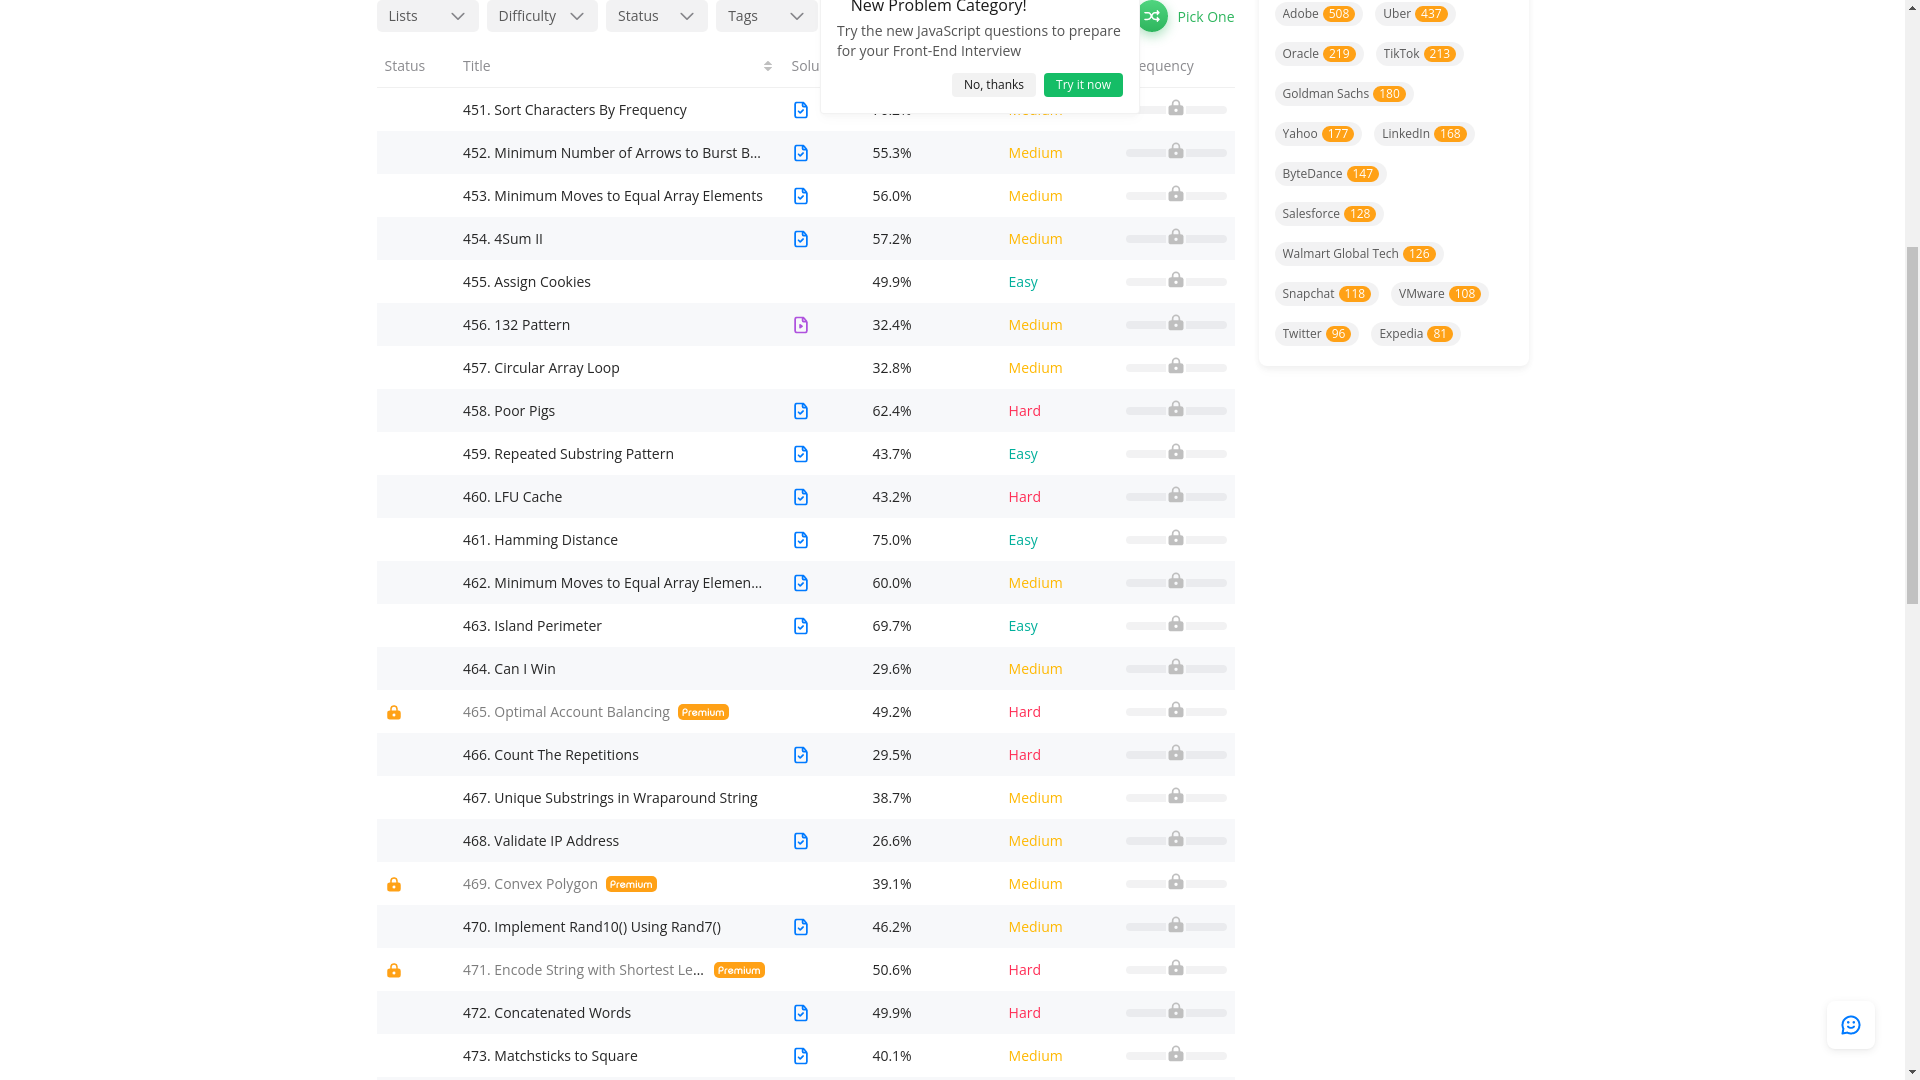 Lists
Difficulty
Status
Tags
New Problem Category!
Try the new JavaScript questions to prepare
for your Front-End Interview
No, thanks
Try it now
Pick One
Status
Title
451. Sort Characters By Frequency
452. Minimum Number of Arrows to Burst B... 55.3% Medium
453. Minimum Moves to Equal Array Elements 56.0% Medium
454. 4Sum II 57.2% Medium
455. Assign Cookies 49.9% Easy
456. 132 Pattern 32.4% Medium
457. Circular Array Loop 32.8% Medium
458. Poor Pigs 62.4% Hard
459. Repeated Substring Pattern 43.7% Easy
460. LFU Cache 43.2% Hard
461. Hamming Distance 75.0% Easy
462. Minimum Moves to Equal Array Elemen... 60.0% Medium
463. Island Perimeter 69.7% Easy
464. Can I Win 29.6% Medium
465. Optimal Account Balancing Premium 49.2% Hard
466. Count The Repetitions 29.5% Hard
467. Unique Substrings in Wraparound String 38.7% Medium
468. Validate IP Address 26.6% Medium
469. Convex Polygon Premium 39.1% Medium
470. Implement Rand10() Using Rand7() 46.2% Medium
471. Encode String with Shortest Le... Premium 50.6% Hard
472. Concatenated Words 49.9% Hard
473. Matchsticks to Square 40.1% Medium
Adobe 508 Uber 437
Oracle 219 TikTok 213
Goldman Sachs 180
Yahoo 177 LinkedIn 168
ByteDance 147
Salesforce 128
Walmart Global Tech 126
Snapchat 118 VMware 108
Twitter 96 Expedia 81